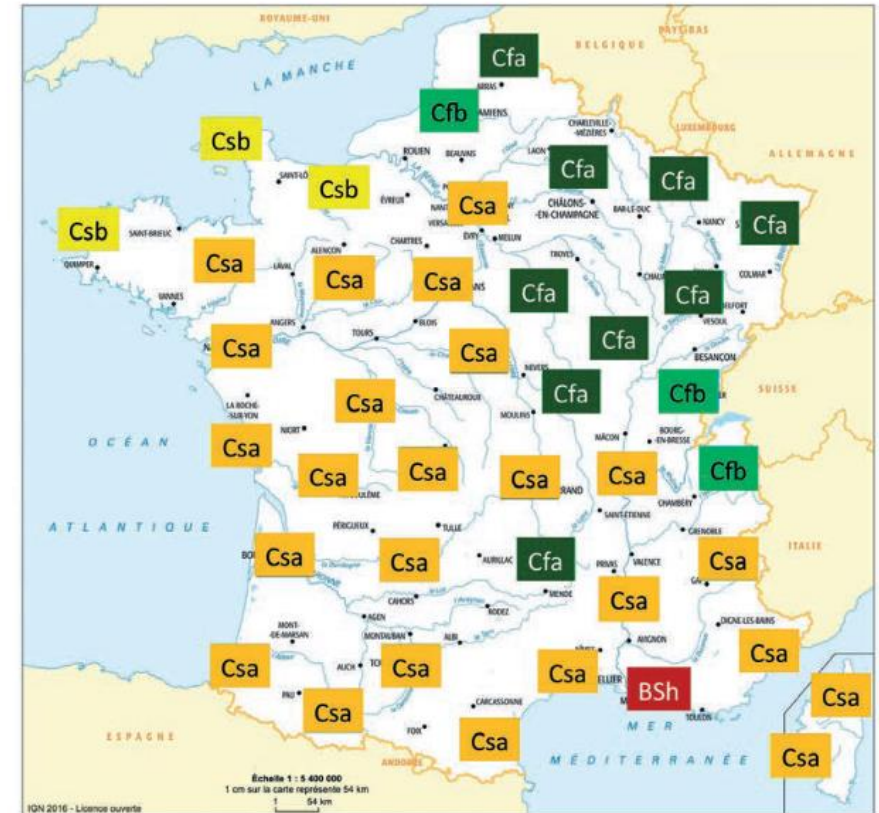 ROYAUME-UNI
PAYS-BAS
BELGIQUE
Cfa
LA MANCHE
ARRAS
Cfb
AMIENS
CHARLEVILLE-
MÉZIÈRES
LUXEMBOURG
ALLEMAGNE
Csb
ROUEN
BEAUVAIS
LAON
Cfa
Cfa
SAINT-LÔ
Csb
ÉVREUX
Csa
CHÂLONS-
EN-CHAMPAGNE
BAR-LE-DUC
NANCY
Cfa
Csb
SAINT-BRIEUC
ALENÇON
CHARTRES
ÉVRY
MELUN
TROYES
QUIMPER
Csa
LAVAL
Csa
Csa
Cfa
Cfa
COLMAR
VANNES
ANGERS
BLOIS
VESOUL
TOURS
Csa
Csa
Cfa
BESANÇON
NEVERS
LA ROCHE-
SUR-YON
Csa
CHÂTEAUROUX
Cfa
Cfb
SUISSE
MOULINS
OCÉAN
NIORT
MÂCON
BOURG-
EN-BRESSE
Csa
Csa
Csa
Csa
Csa
Cfb
CHAMBÉRY
ATLANTIQUE
PÉRIGUEUX
TULLE
SAINT-ÉTIENNE
GRENOBLE
ITALIE
Csa
Csa
AURILLAC
Cfa
PRIVAS
VALENCE
Csa
MENDE
CAHORS
RODEZ
Csa
AGEN
DIGNE-LES-BAINS
MONT-
DE-MARSAN
MONTAUBAN
ALBI
AVIGNON
Csa
AUCH
Csa
Csa
Csa
PAU
BSh
Csa
Csa
CARCASSONNE
TOULON
FOIX
MER
ESPAGNE
Csa
MÉDITERRANÉE
Csa
ANDORRE
Échelle 1 : 5 400 000
1 cm sur la carte représente 54 km
1 54 km
IGN 2016 - Licence ouverte